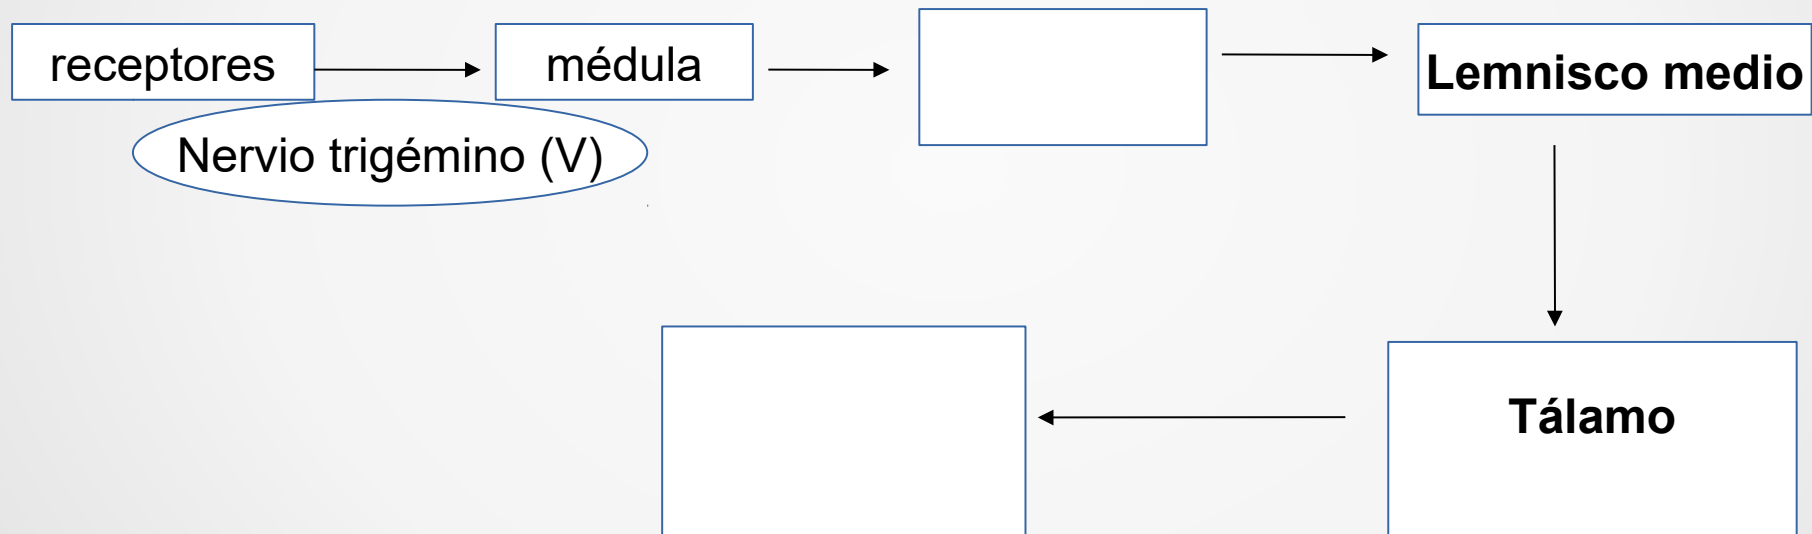 receptores
médula
Lemnisco medio
Nervio trigémino (V)
Tálamo